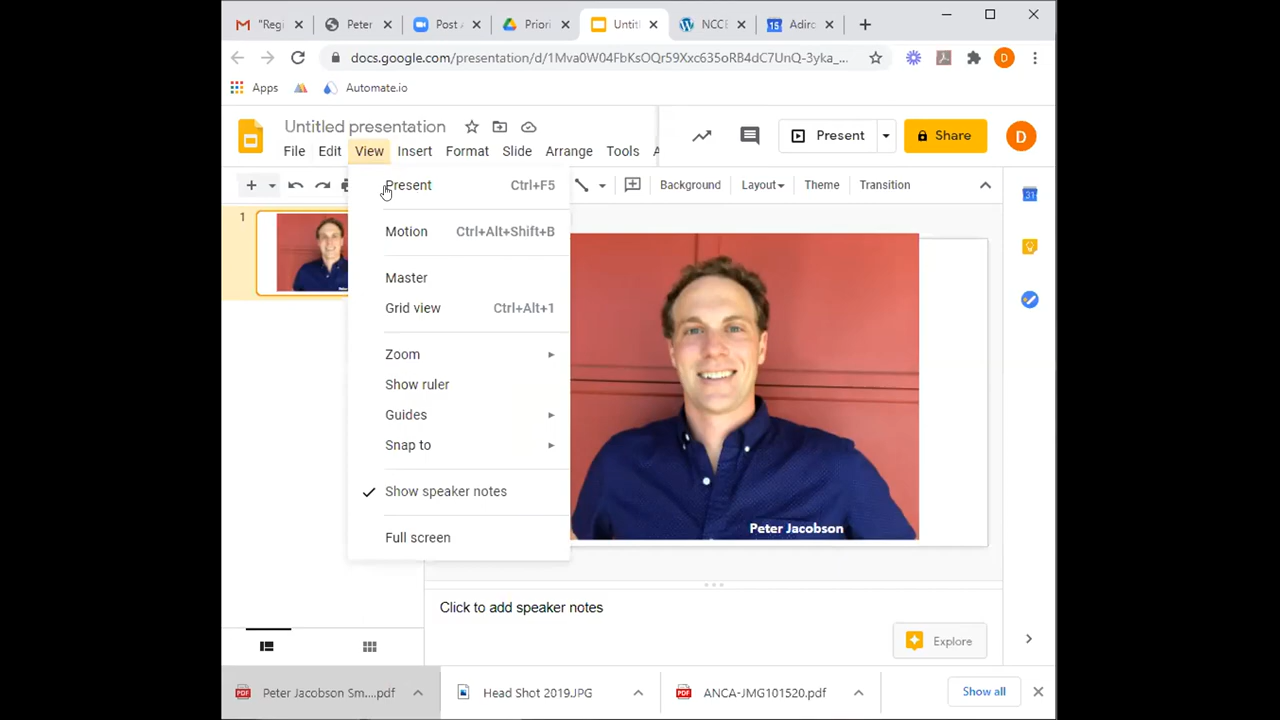 "Regi
Peter
Post A
Priori
Untitl
NCCE
15
Adiro
docs.google.com/presentation/d/1Mva0W04FbKsOQr59Xxc635oRB4dC7UnQ-3yka_...
D
Apps
Automate.io
Untitled presentation
Present
Share
D
File Edit View Insert Format Slide Arrange Tools A
Background Layout Theme Transition
31
1
Present Ctrl+F5
Motion Ctrl+Alt+Shift+B
Master
Grid view Ctrl+Alt+1
Zoom
Show ruler
Guides
Snap to
Show speaker notes
Full screen
Peter Jacobson
Click to add speaker notes
Explore
Peter Jacobson Sm....pdf
Head Shot 2019.JPG
ANCA-JMG101520.pdf
Show all